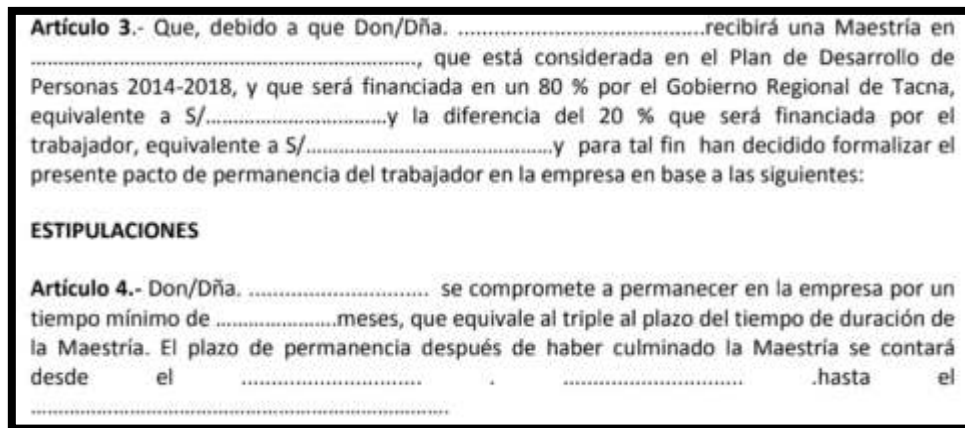 Artículo 3.- Que, debido a que Don/Dña. ..........................................recibirá una Maestría en
................................................................., que está considerada en el Plan de Desarrollo de
Personas 2014-2018, y que será financiada en un 80 % por el Gobierno Regional de Tacna,
equivalente a S/...............................y la diferencia del 20 % que será financiada por el
trabajador, equivalente a S/..........................................y para tal fin han decidido formalizar el
presente pacto de permanencia del trabajador en la empresa en base a las siguientes:
ESTIPULACIONES
Artículo 4.- Don/Dña. ............................... se compromete a permanecer en la empresa por un
tiempo mínimo de .....................meses, que equivale al triple al plazo del tiempo de duración de
la Maestría. El plazo de permanencia después de haber culminado la Maestría se contará
desde el ............................... . ............................... .hasta el
.......................................................................